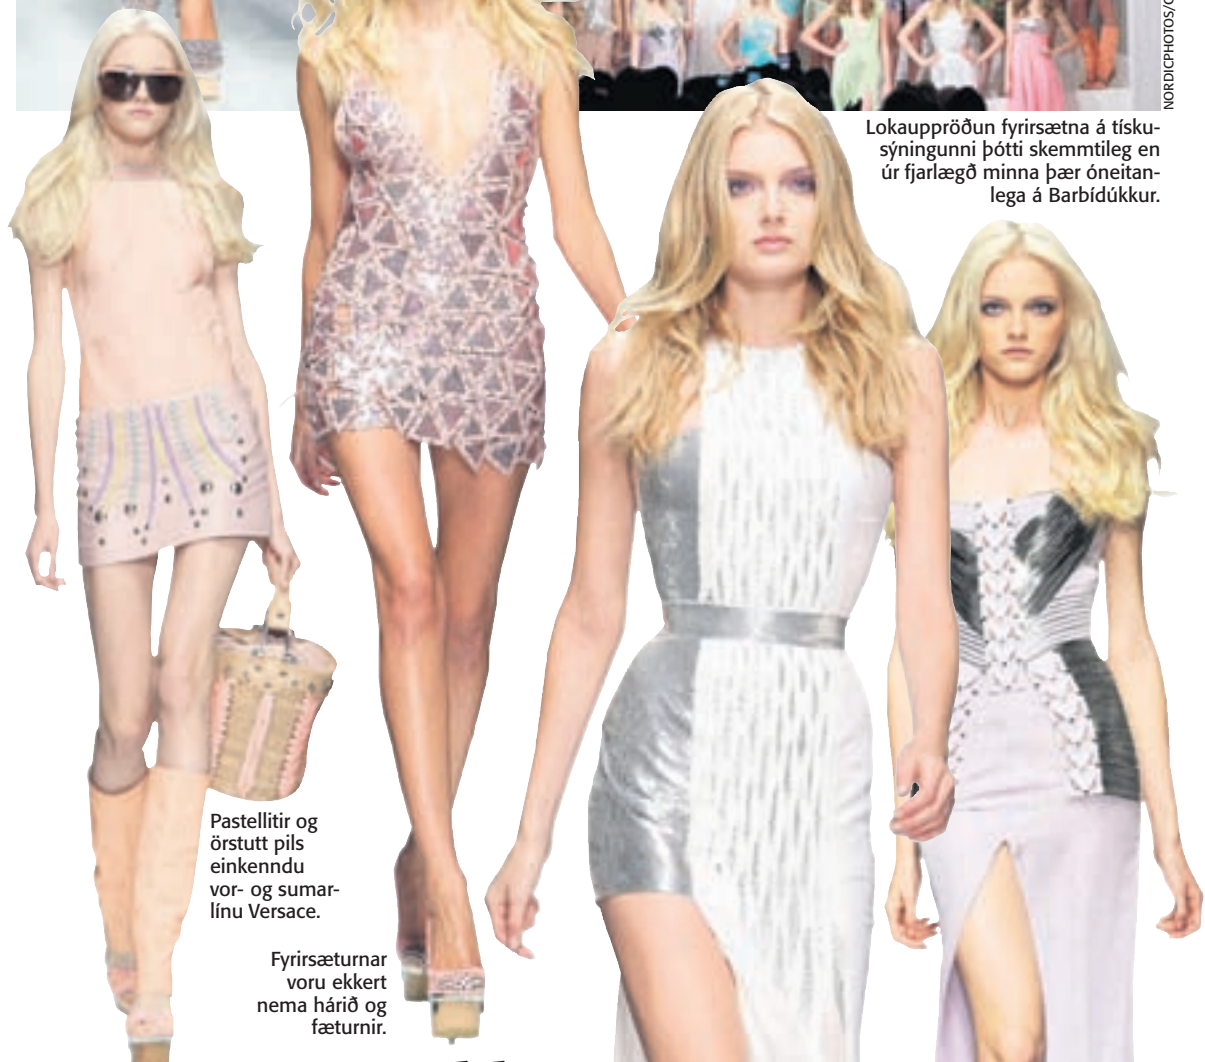 NORDICPHOTOS/
Lokauppröðun fyrirsætna á tísku-
sýningunni þótti skemmtileg en
úr fjarlægð minna þær óneitan-
lega á Barbídúkkur.
Pastellitir og
örstutt pils
einkenndu
vor- og sumar-
línu Versace.
Fyrirsæturnar
voru ekkert
nema hárið og
fæturnir.